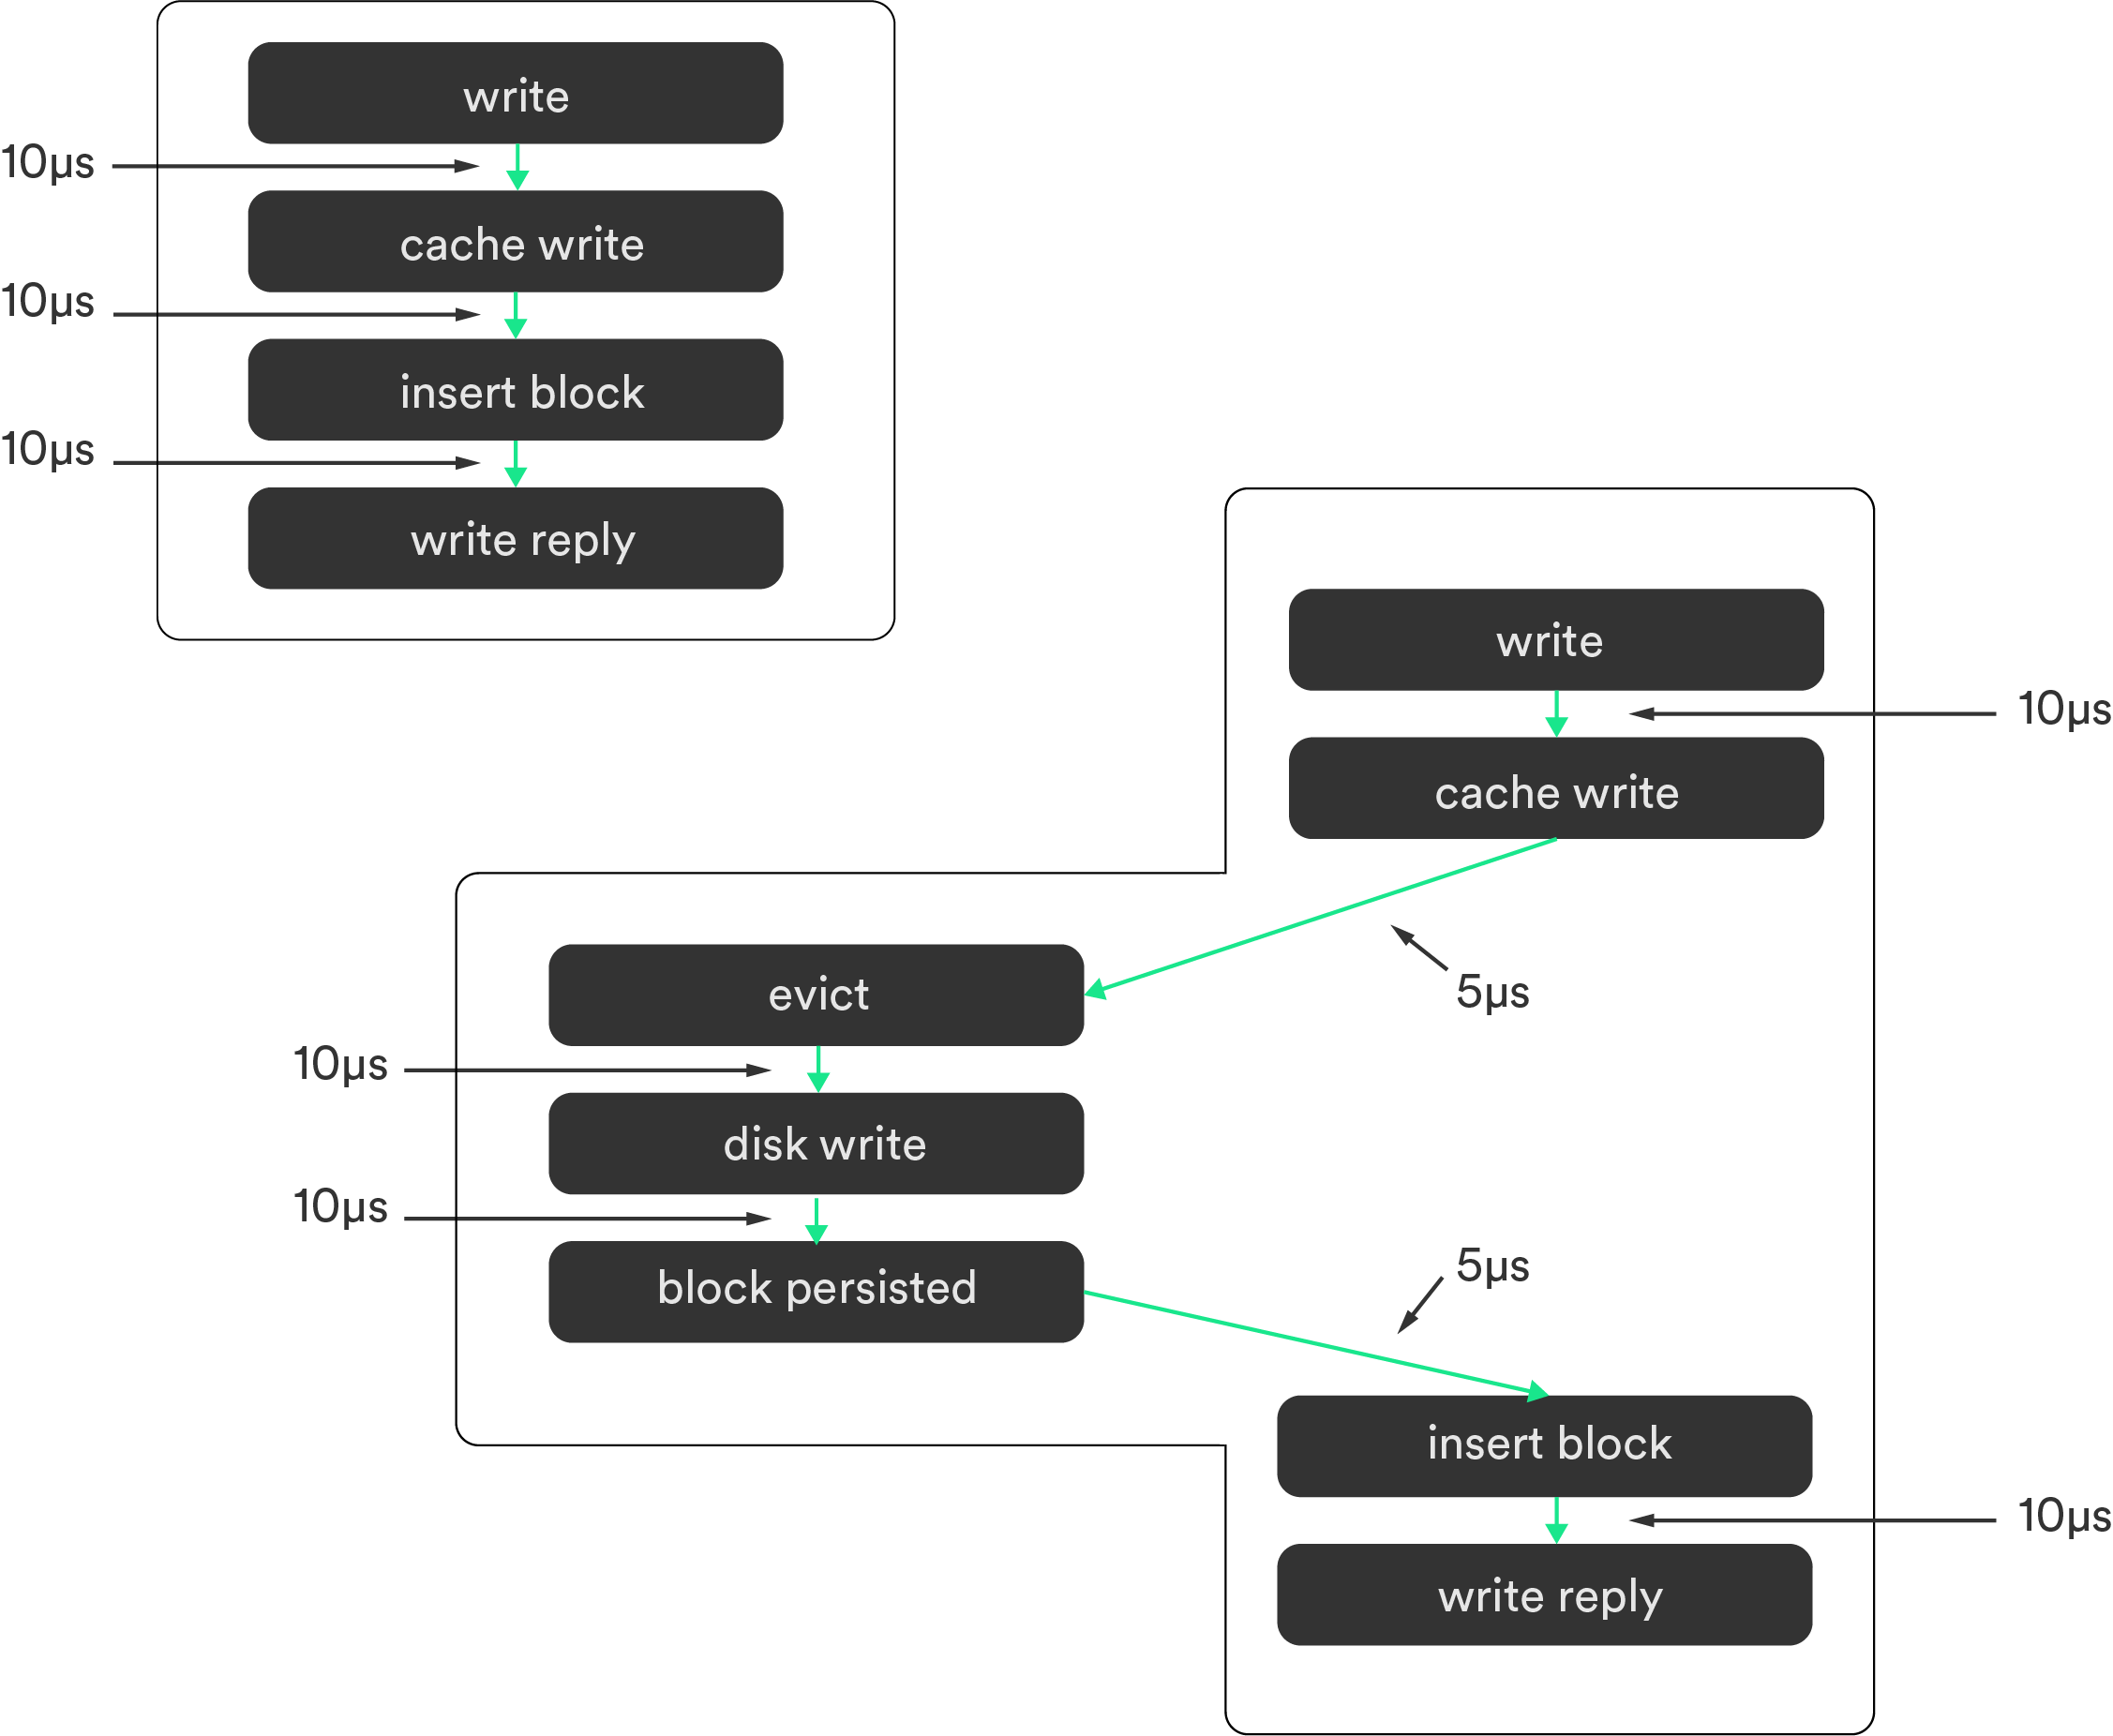 write
10µs
cache write
10µs
insert block
10µs
write reply
write
10µs
cache write
5µs
evict
10µs
disk write
10µs
block persisted
5µs
insert block
10µs
write reply